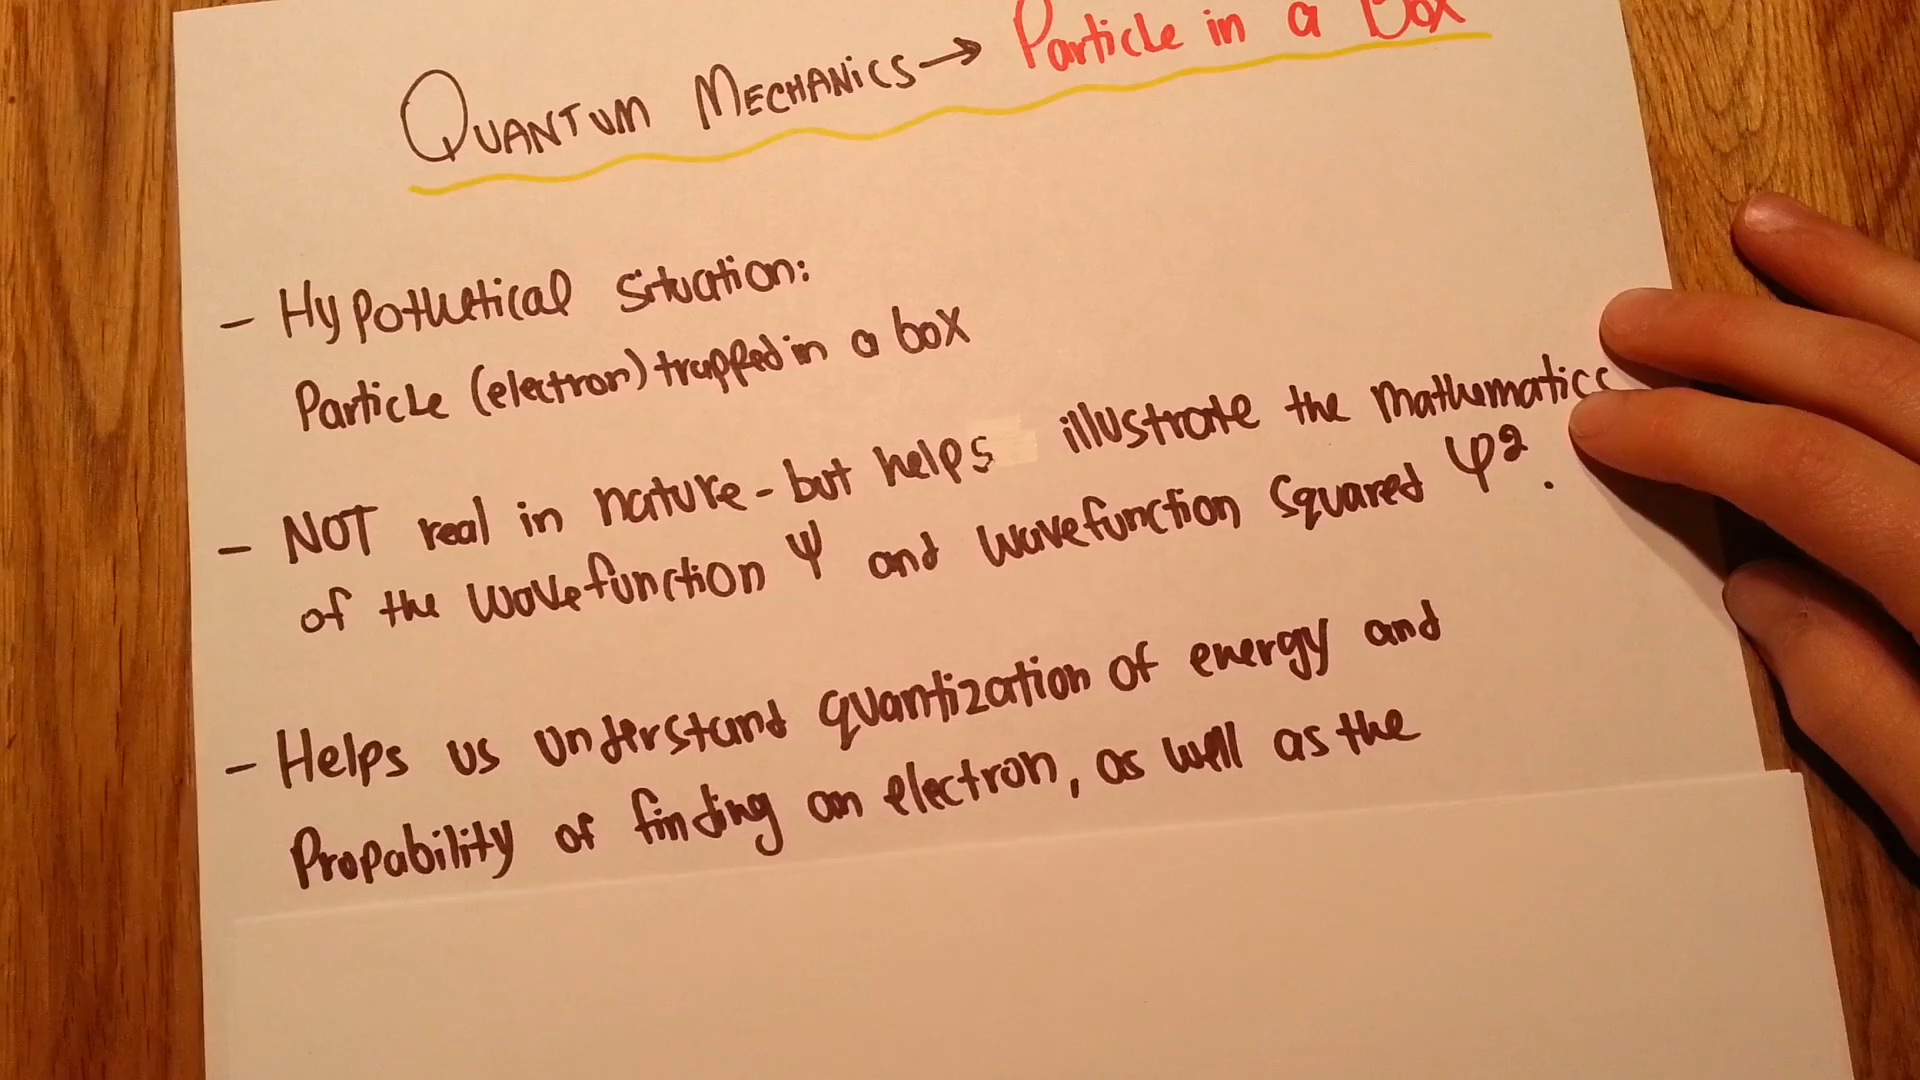 QUANTUM MECHANICS → Particle in a Box
- Hypothetical situation:
Particle (electron) trapped in a box
- NOT real in nature - but helps illustrate the mathematics
of the wavefunction Ψ and wavefunction squared Ψ².
- Helps us understand quantization of energy and
Propability of finding an electron, as well as the